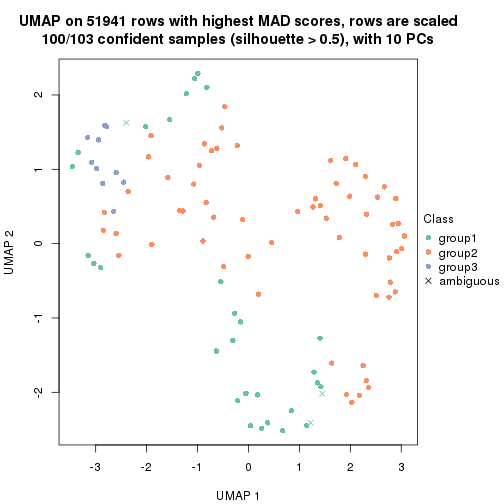 UMAP on 51941 rows with highest MAD scores, rows are scaled
100/103 confident samples (silhouette > 0.5), with 10 PCs
2
1
0
-1
-2
UMAP 2
-3 -2 -1 0 1 2 3
UMAP 1
Class
group1
group2
group3
ambiguous